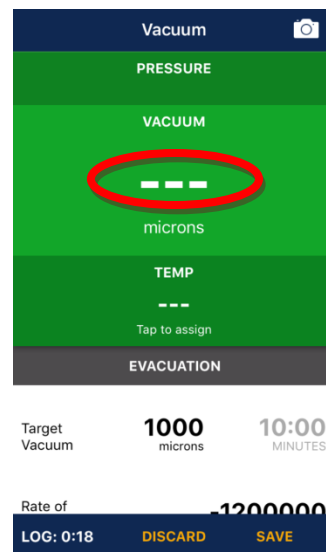 Vacuum
PRESSURE
VACUUM
---
microns
TEMP
---
Tap to assign
EVACUATION
Target Vacuum 1000 microns 10:00 MINUTES
Rate of -1200000
LOG: 0:18 DISCARD SAVE